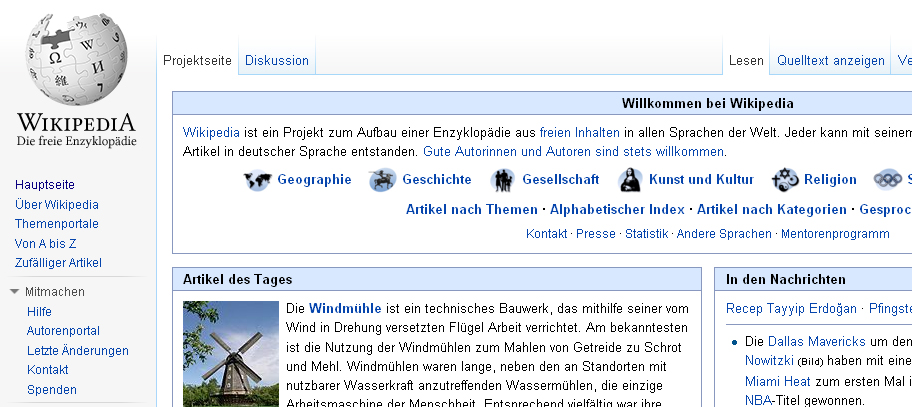 WIKIPEDIA
Die freie Enzyklopädie
Hauptseite
Über Wikipedia
Themenportale
Von A bis Z
Zufälliger Artikel
Mitmachen
Hilfe
Autorenportal
Letzte Änderungen
Kontakt
Spenden
Projektseite Diskussion Lesen Quelltext anzeigen
Willkommen bei Wikipedia
Wikipedia ist ein Projekt zum Aufbau einer Enzyklopädie aus freien Inhalten in allen Sprachen der Welt. Jeder kann mit seinem
Artikel in deutscher Sprache entstanden. Gute Autorinnen und Autoren sind stets willkommen.
Geographie Geschichte Gesellschaft Kunst und Kultur Religion
Artikel nach Themen · Alphabetischer Index · Artikel nach Kategorien ·
Kontakt · Presse · Statistik · Andere Sprachen · Mentorenprogramm
Artikel des Tages
Die Windmühle ist ein technisches Bauwerk, das mithilfe seiner vom
Wind in Drehung versetzten Flügel Arbeit verrichtet. Am bekanntesten
ist die Nutzung der Windmühlen zum Mahlen von Getreide zu Schrot
und Mehl. Windmühlen waren lange, neben den an Standorten mit
nutzbarer Wasserkraft anzutreffenden Wassermühlen, die einzige
Arbeitsmaschine der Menschheit. Entsprechend vielfältig war ihre
In den Nachrichten
Recep Tayyip Erdoğan ·
Die Dallas Mavericks um den
Nowitzki (Bild) haben mit eine
Miami Heat zum ersten Mal
NBA-Titel gewonnen.